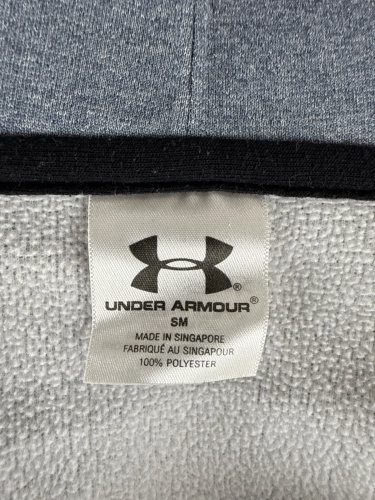 ®
UNDER ARMOUR®
SM
MADE IN SINGAPORE
FABRIQUÉ AU SINGAPOUR
100% POLYESTER